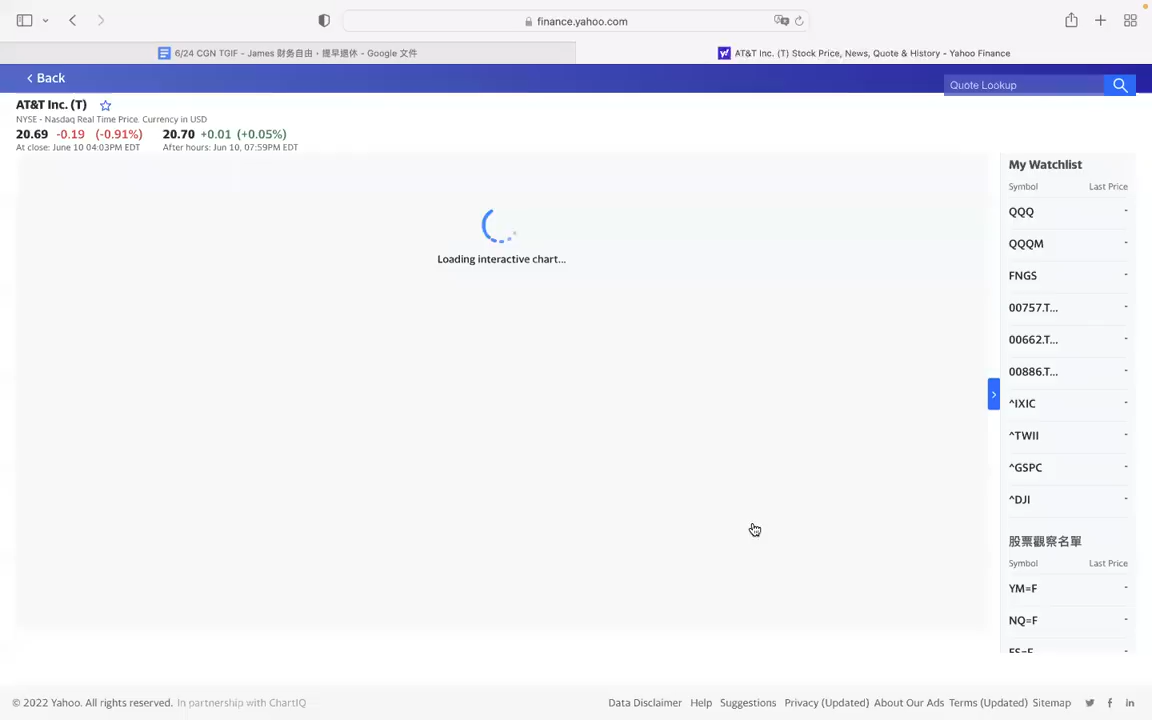 finance.yahoo.com
6/24 CGN TGIF - James 財務自由，提早退休 - Google 文件
AT&T Inc. (T) Stock Price, News, Quote & History - Yahoo Finance
Back
Quote Lookup
AT&T Inc. (T)
NYSE - Nasdaq Real Time Price. Currency in USD
20.69 -0.19 (-0.91%) 20.70 +0.01 (+0.05%)
At close: June 10 04:03PM EDT After hours: Jun 10, 07:59PM EDT
Loading interactive chart...
My Watchlist
Symbol Last Price
QQQ -
QQQM -
FNGS -
00757.T... -
00662.T... -
00886.T... -
^IXIC -
^TWII -
^GSPC -
^DJI -
股票觀察名單
Symbol Last Price
YM=F -
NQ=F -
ES=F -
© 2022 Yahoo. All rights reserved. In partnership with ChartIQ
Data Disclaimer Help Suggestions Privacy (Updated) About Our Ads Terms (Updated) Sitemap